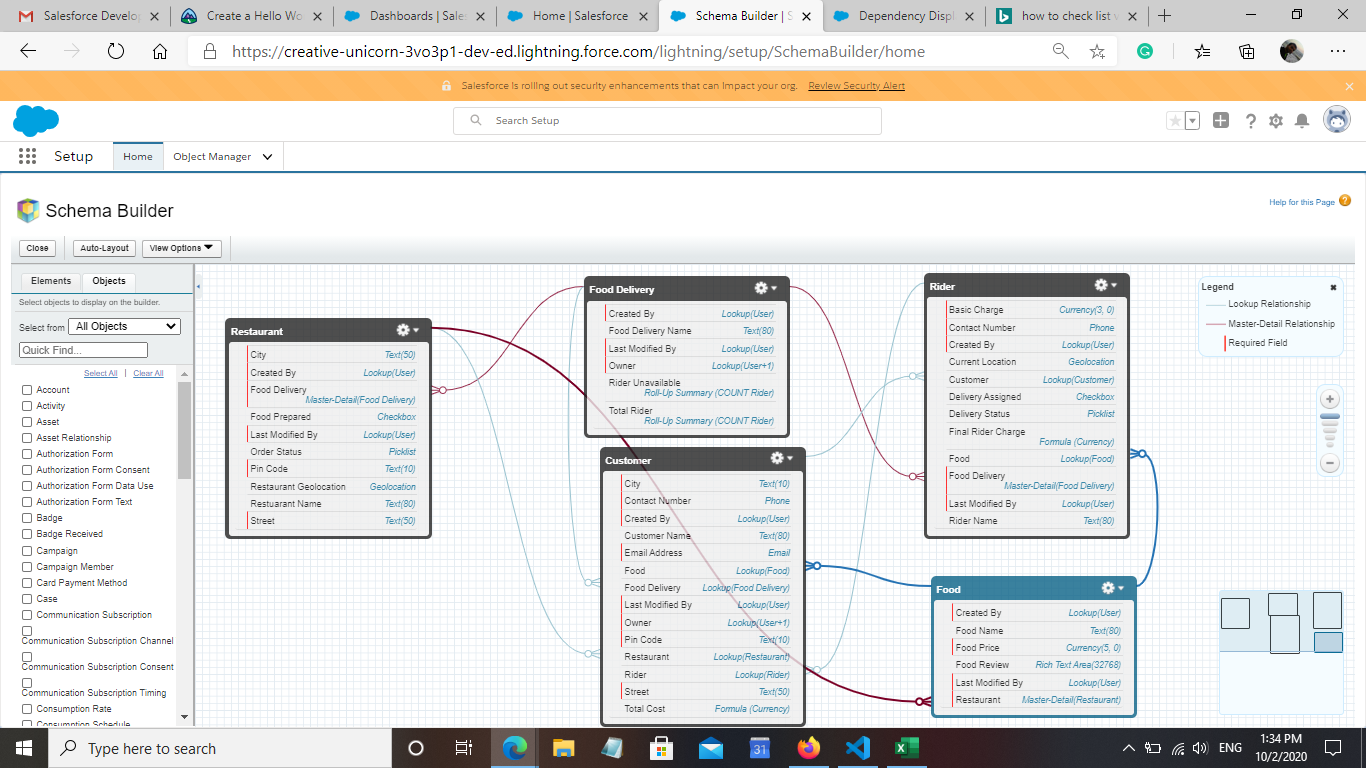 Salesforce Develop
Create a Hello Wo
Dashboards | Sales
Home | Salesforce
Schema Builder | S
Dependency Displ
how to check list v
https://creative-unicorn-3vo3p1-dev-ed.lightning.force.com/lightning/setup/SchemaBuilder/home
Salesforce is rolling out security enhancements that can impact your org. Review Security Alert
Search Setup
Setup
Home
Object Manager
Schema Builder
Help for this Page
Close
Auto-Layout
View Options
Elements
Objects
Select objects to display on the builder.
Select from All Objects
Quick Find...
Select All | Clear All
Account
Activity
Asset
Asset Relationship
Authorization Form
Authorization Form Consent
Authorization Form Data Use
Authorization Form Text
Badge
Badge Received
Campaign
Campaign Member
Card Payment Method
Case
Communication Subscription
Communication Subscription Channel
Communication Subscription Consent
Communication Subscription Timing
Consumption Rate
Consumption Schedule
Restaurant
City Text(50)
Created By Lookup(User)
Food Delivery
Master-Detail(Food Delivery)
Food Prepared Checkbox
Last Modified By Lookup(User)
Order Status Picklist
Pin Code Text(10)
Restaurant Geolocation Geolocation
Restuarant Name Text(80)
Street Text(50)
Food Delivery
Created By Lookup(User)
Food Delivery Name Text(80)
Last Modified By Lookup(User)
Owner Lookup(User+1)
Rider Unavailable
Roll-Up Summary (COUNT Rider)
Total Rider
Roll-Up Summary (COUNT Rider)
Customer
City Text(10)
Contact Number Phone
Created By Lookup(User)
Customer Name Text(80)
Email Address Email
Food Lookup(Food)
Food Delivery Lookup(Food Delivery)
Last Modified By Lookup(User)
Owner Lookup(User+1)
Pin Code Text(10)
Restaurant Lookup(Restaurant)
Rider Lookup(Rider)
Street Text(50)
Total Cost Formula (Currency)
Rider
Basic Charge Currency(3, 0)
Contact Number Phone
Created By Lookup(User)
Current Location Geolocation
Customer Lookup(Customer)
Delivery Assigned Checkbox
Delivery Status Picklist
Final Rider Charge
Formula (Currency)
Food Lookup(Food)
Food Delivery
Master-Detail(Food Delivery)
Last Modified By Lookup(User)
Rider Name Text(80)
Food
Created By Lookup(User)
Food Name Text(80)
Food Price Currency(5, 0)
Food Review Rich Text Area(32768)
Last Modified By Lookup(User)
Restaurant Master-Detail(Restaurant)
Legend
Lookup Relationship
Master-Detail Relationship
Required Field
Type here to search
31
ENG
1:34 PM
10/2/2020